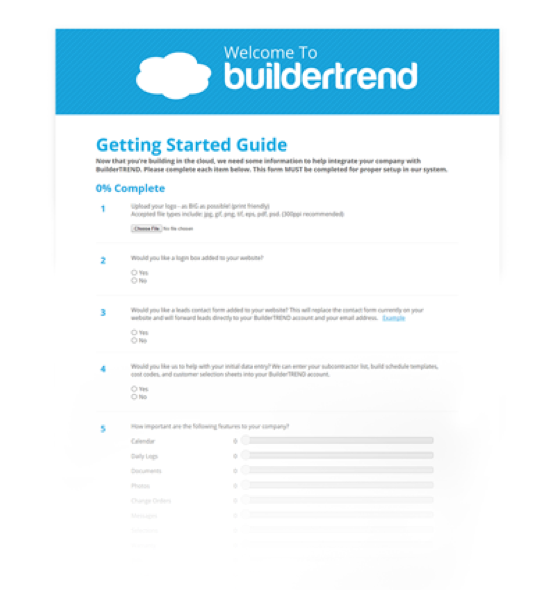 Welcome To
buildertrend
Getting Started Guide
Now that you're building in the cloud, we need some information to help integrate your company with
BuilderTREND. Please complete each item below. This form MUST be completed for proper setup in our system.
0% Complete
1
Upload your logo - as BIG as possible! (print friendly)
Accepted file types include: jpg, gif, png, tif, eps, pdf, psd. (300ppi recommended)
Choose File No file chosen
2
Would you like a login box added to your website?
Yes
No
3
Would you like a leads contact form added to your website? This will replace the contact form currently on your
website and will forward leads directly to your BuilderTREND account and your email address. Example
Yes
No
4
Would you like us to help with your initial data entry? We can enter your subcontractor list, build schedule templates,
cost codes, and customer selection sheets into your BuilderTREND account.
Yes
No
5
How important are the following features to your company?
Calendar 0
Daily Logs 0
Documents 0
Photos 0
Change Orders 0